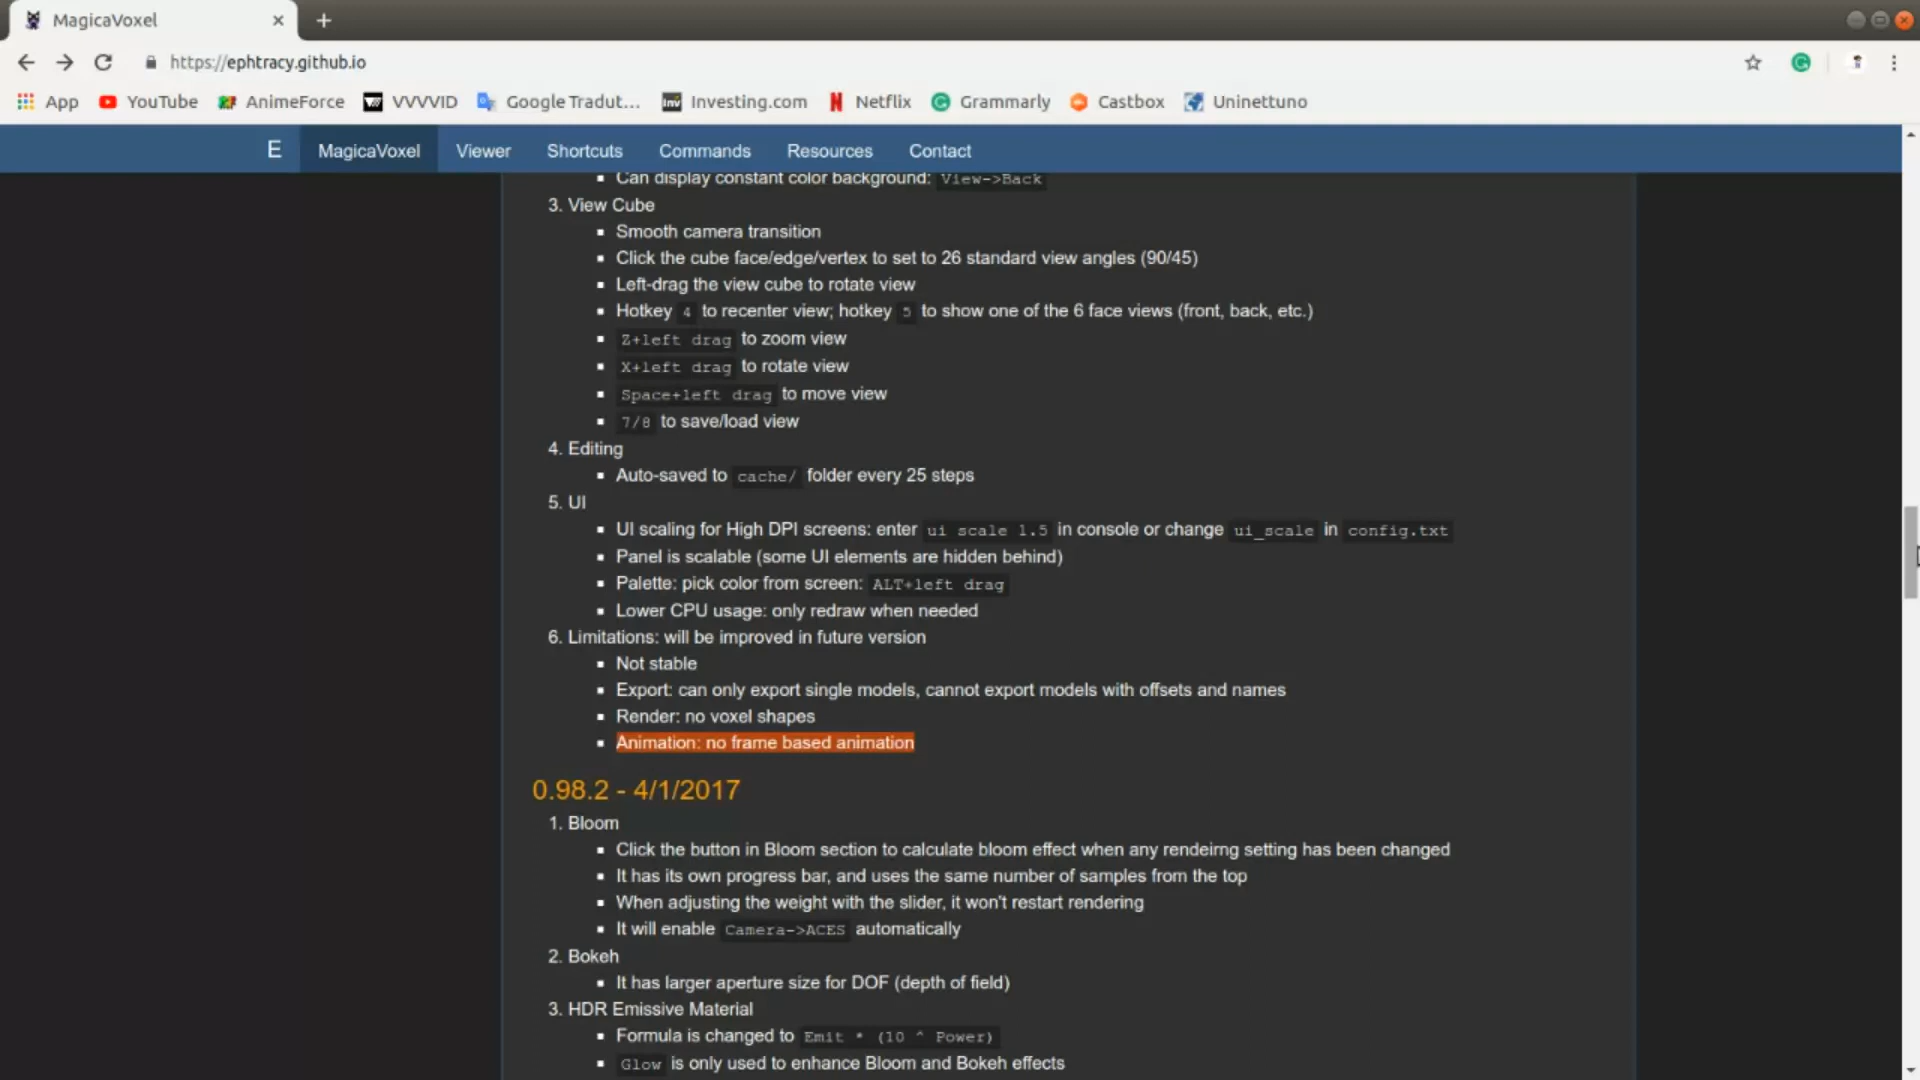 MagicaVoxel
https://ephtracy.github.io
App YouTube AnimeForce VVVVID Google Tradut... Investing.com Netflix Grammarly Castbox Uninettuno
E MagicaVoxel Viewer Shortcuts Commands Resources Contact
▪ Can display constant color background: View->Back
3. View Cube
▪ Smooth camera transition
▪ Click the cube face/edge/vertex to set to 26 standard view angles (90/45)
▪ Left-drag the view cube to rotate view
▪ Hotkey 4 to recenter view; hotkey 5 to show one of the 6 face views (front, back, etc.)
▪ Z+left drag to zoom view
▪ X+left drag to rotate view
▪ Space+left drag to move view
▪ 7/8 to save/load view
4. Editing
▪ Auto-saved to cache/ folder every 25 steps
5. UI
▪ UI scaling for High DPI screens: enter ui scale 1.5 in console or change ui_scale in config.txt
▪ Panel is scalable (some UI elements are hidden behind)
▪ Palette: pick color from screen: ALT+left drag
▪ Lower CPU usage: only redraw when needed
6. Limitations: will be improved in future version
▪ Not stable
▪ Export: can only export single models, cannot export models with offsets and names
▪ Render: no voxel shapes
▪ Animation: no frame based animation
0.98.2 - 4/1/2017
1. Bloom
▪ Click the button in Bloom section to calculate bloom effect when any rendeirng setting has been changed
▪ It has its own progress bar, and uses the same number of samples from the top
▪ When adjusting the weight with the slider, it won't restart rendering
▪ It will enable Camera->ACES automatically
2. Bokeh
▪ It has larger aperture size for DOF (depth of field)
3. HDR Emissive Material
▪ Formula is changed to Emit * (10 ^ Power)
▪ Glow is only used to enhance Bloom and Bokeh effects